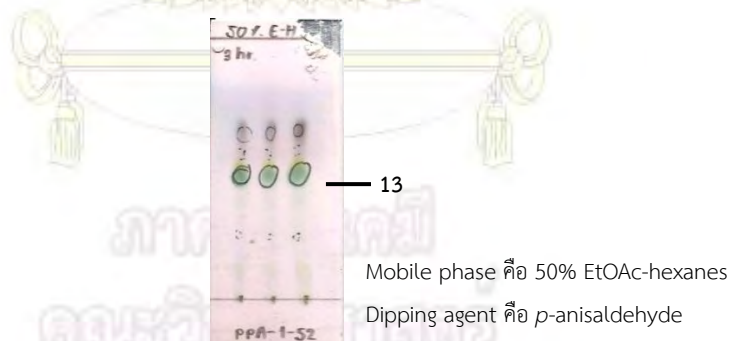 50%. E-H
3 hr.
13
Mobile phase คือ 50% EtOAc-hexanes
Dipping agent คือ p-anisaldehyde
PPA-1-52